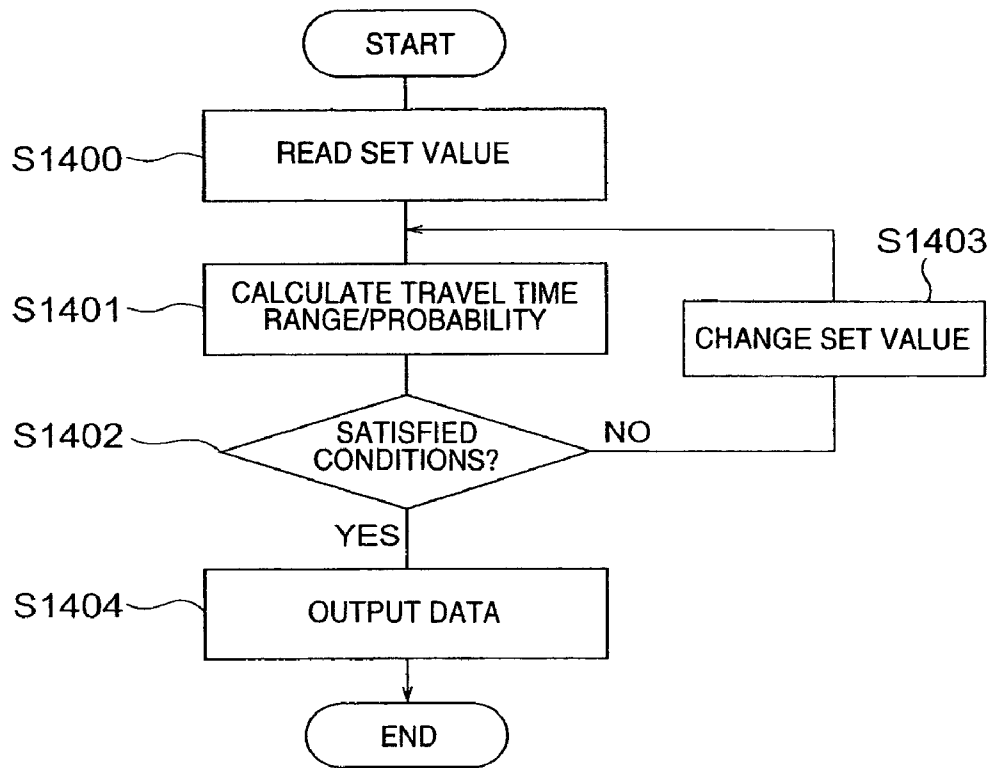 START
S1400
READ SET VALUE
S1403
S1401
CALCULATE TRAVEL TIME
RANGE/PROBABILITY
CHANGE SET VALUE
S1402
SATISFIED
CONDITIONS?
NO
YES
S1404
OUTPUT DATA
END